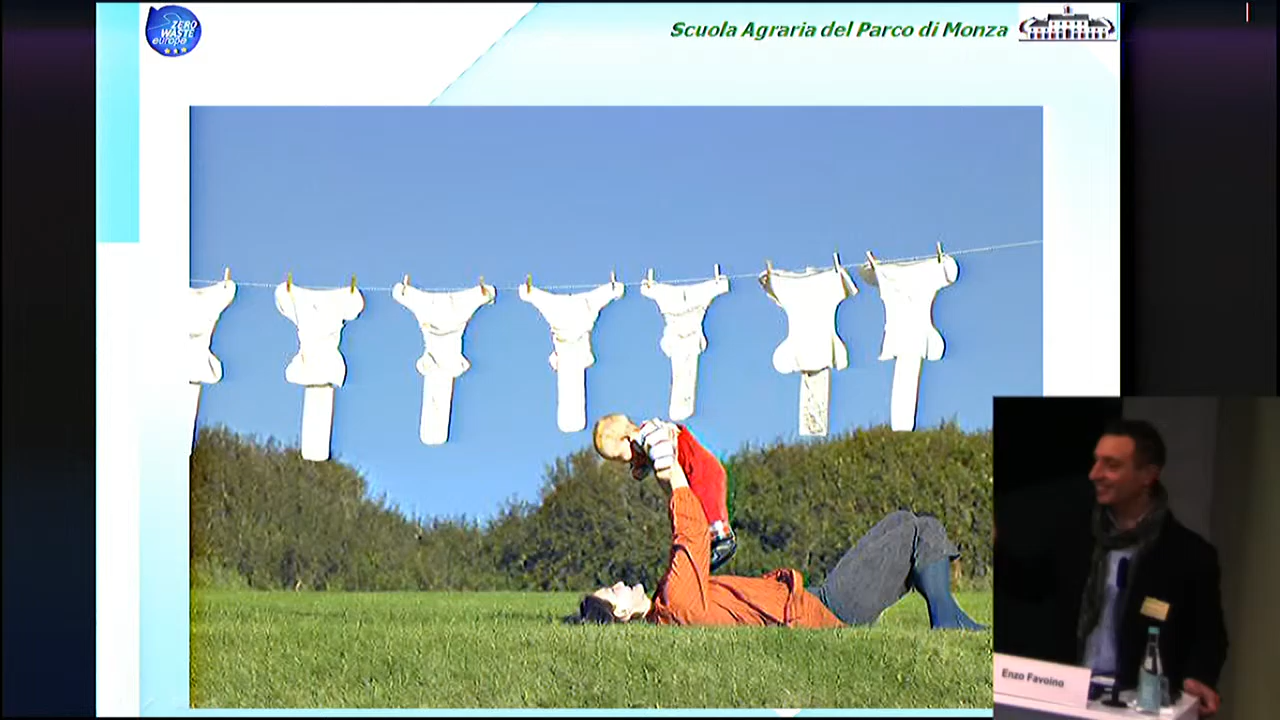 ZERO
WASTE
europe
Scuola Agraria del Parco di Monza
Enzo Favoino